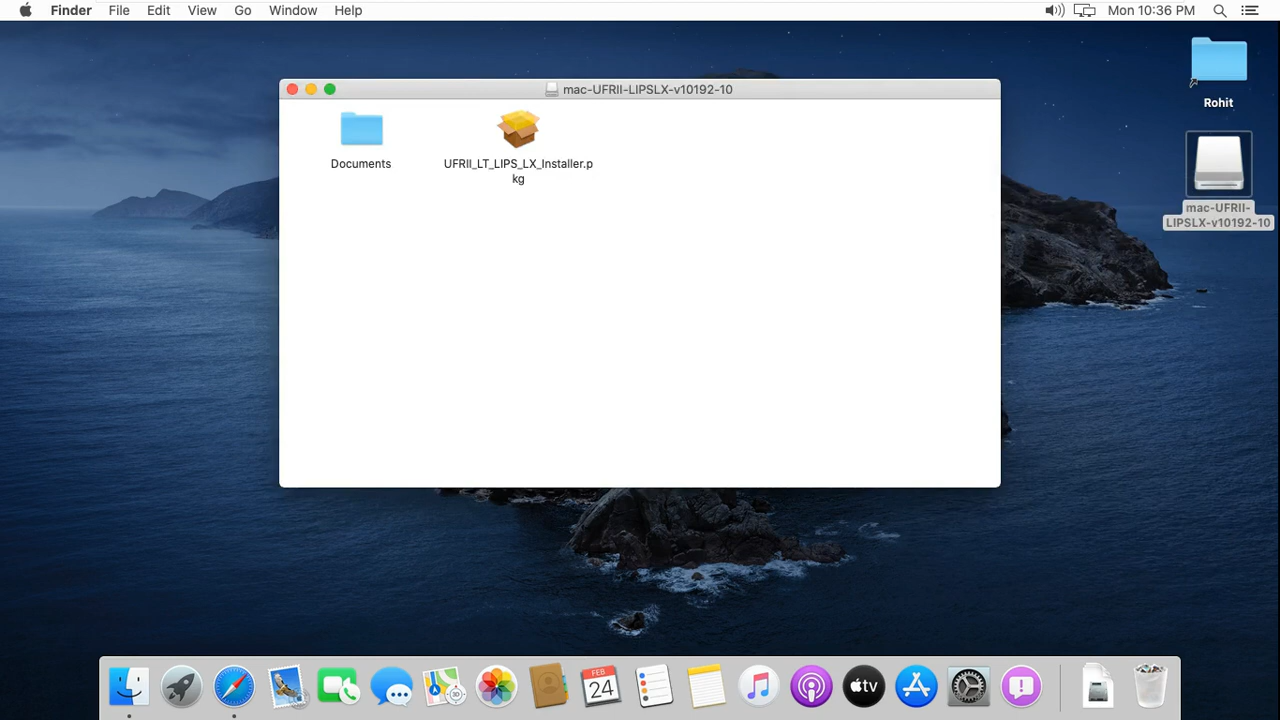 Finder File Edit View Go Window Help Mon 10:36 PM
mac-UFRII-LIPSLX-v10192-10
Documents
UFRII_LT_LIPS_LX_Installer.p
kg
Rohit
mac-UFRII-
LIPSLX-v10192-10
3D
FEB
24
tv